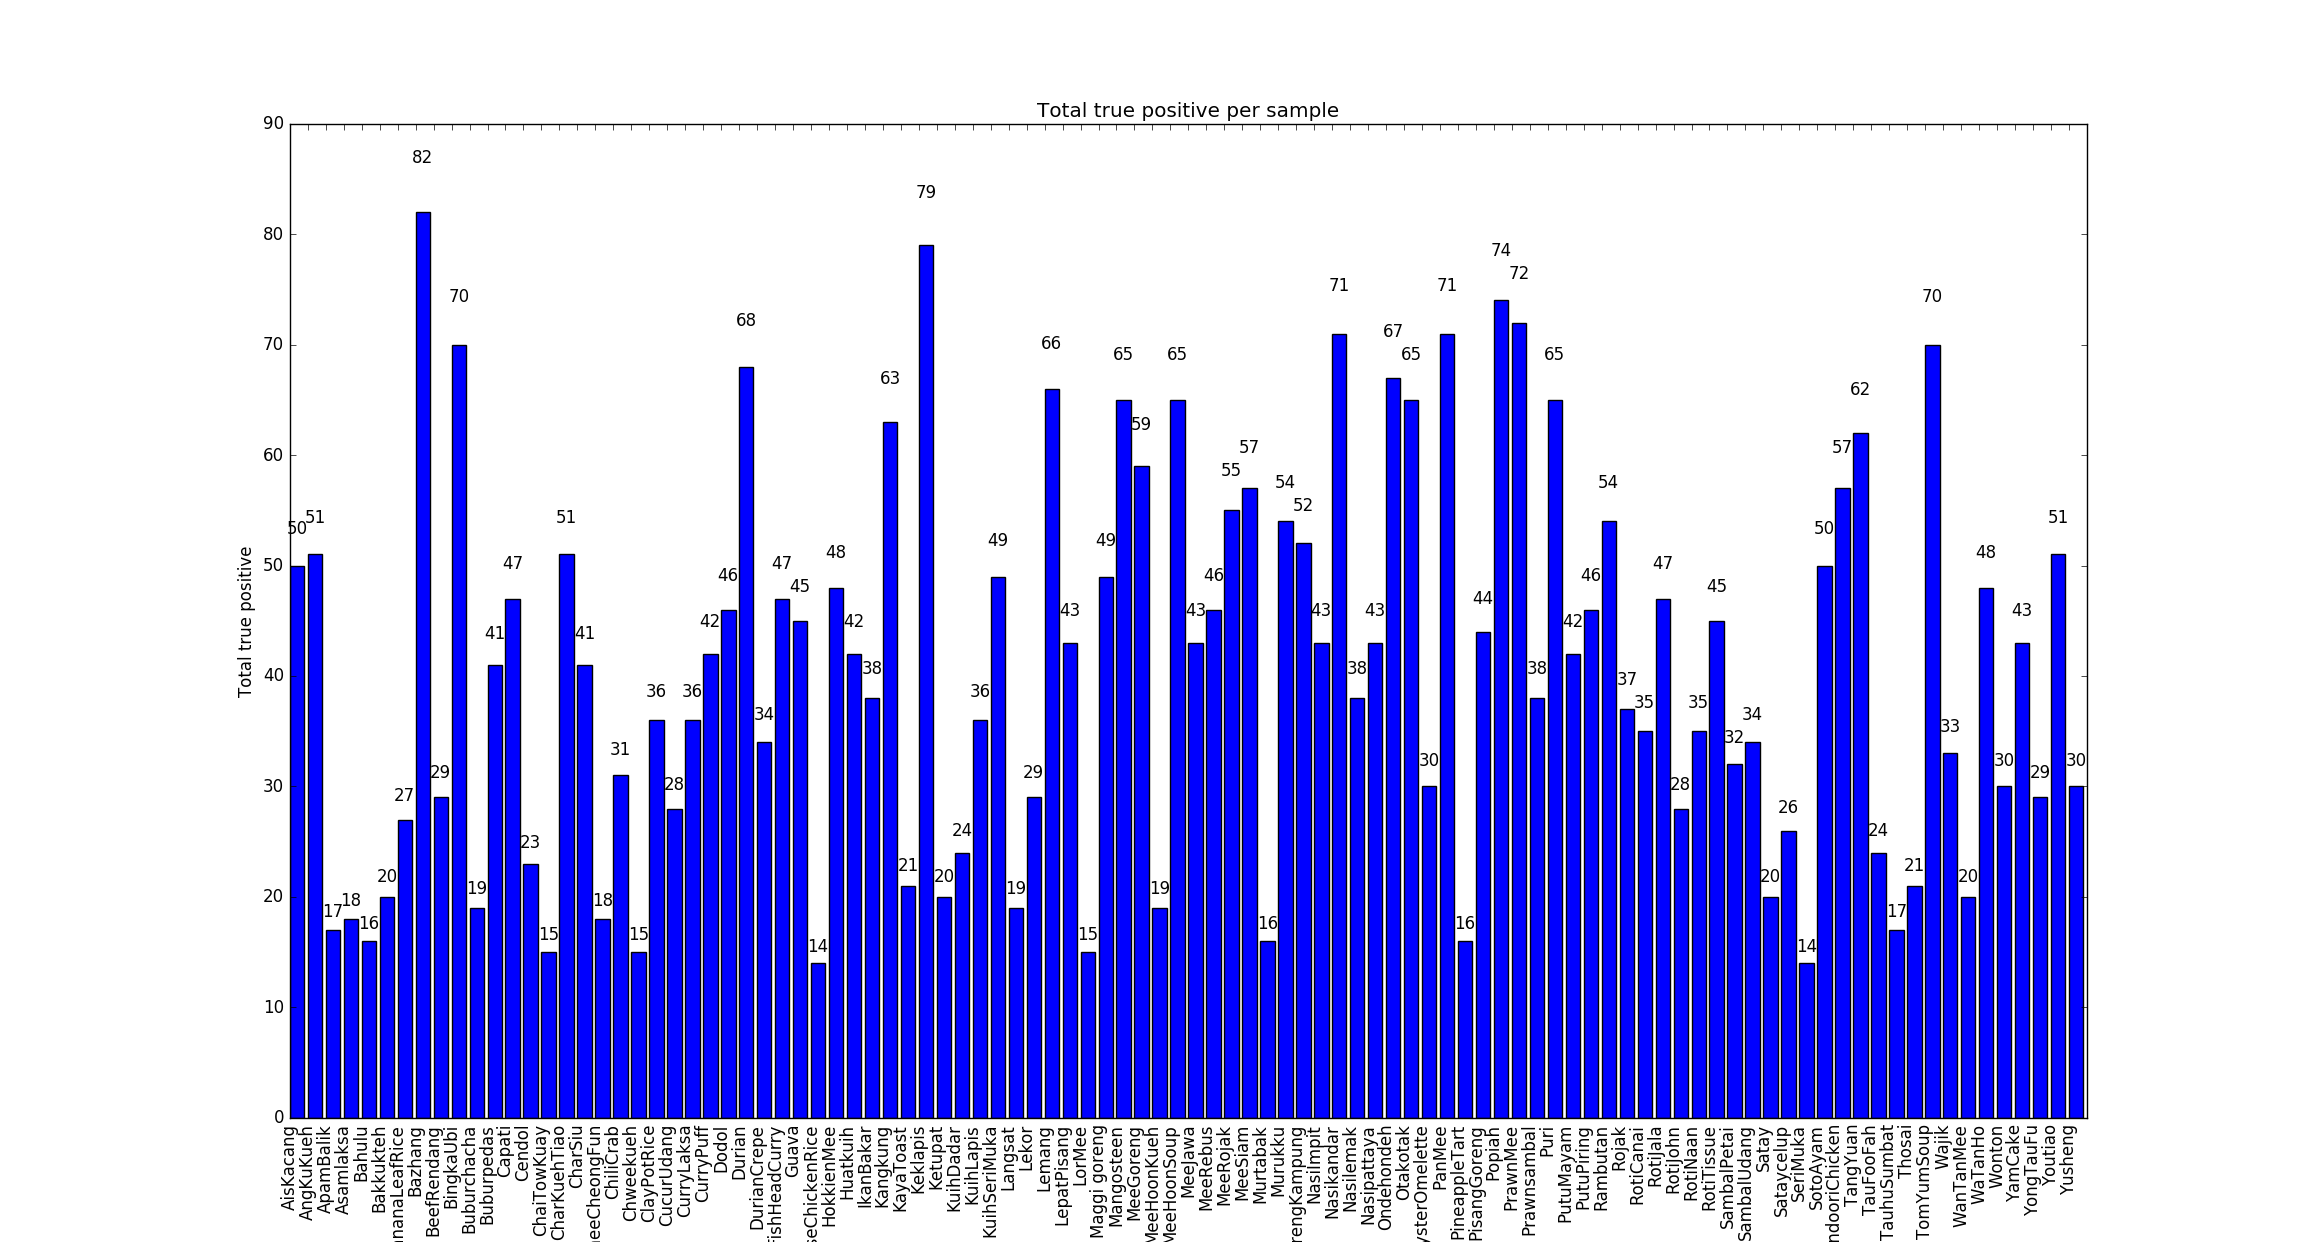 Total true positive per sample
Total true positive
90
80
70
60
50
40
30
20
10
0
50
51
17
18
16
20
27
82
29
70
19
41
47
23
15
51
41
18
31
15
36
28
36
42
46
68
34
47
45
14
48
42
38
63
21
79
20
24
36
49
19
29
66
43
15
49
65
59
19
65
43
46
55
57
16
54
52
43
71
38
43
67
65
30
71
16
44
74
72
38
65
42
46
54
37
35
47
28
35
45
32
34
20
26
14
50
57
62
24
17
21
70
33
20
48
30
43
29
51
30
AisKacang
AngKuKueh
ApamBalik
Asamlaksa
Bahulu
Bakkukteh
nanaLeafRice
Bazhang
BeefRendang
BingkaUbi
Buburchacha
Buburpedas
Capati
Cendol
ChaiTowKuay
CharKuehTiao
CharSiu
eeCheongFun
ChiliCrab
Chweekueh
ClayPotRice
CucurUdang
CurryLaksa
CurryPuff
Dodol
Durian
DurianCrepe
FishHeadCurry
Guava
seChickenRice
HokkienMee
Huatkuih
IkanBakar
Kangkung
KayaToast
Keklapis
Ketupat
KuihDadar
KuihLapis
KuihSeriMuka
Langsat
Lekor
Lemang
LepatPisang
LorMee
Maggi goreng
Mangosteen
MeeGoreng
MeeHoonKueh
MeeHoonSoup
MeeJawa
MeeRebus
MeeRojak
MeeSiam
Murtabak
Murukku
rengKampung
NasiImpit
Nasikandar
Nasilemak
Nasipattaya
Ondehondeh
Otakotak
ysterOmelette
PanMee
PineappleTart
PisangGoreng
Popiah
PrawnMee
Prawnsambal
Puri
PutuMayam
PutuPiring
Rambutan
Rojak
RotiCanai
RotiJala
RotiJohn
RotiNaan
RotiTissue
SambalPetai
SambalUdang
Satay
Sataycelup
SeriMuka
SotoAyam
ndooriChicken
TangYuan
TauFooFah
TauhuSumbat
Thosai
TomYumSoup
Wajik
WanTanMee
WaTanHo
Wonton
YamCake
YongTauFu
Youtiao
Yusheng